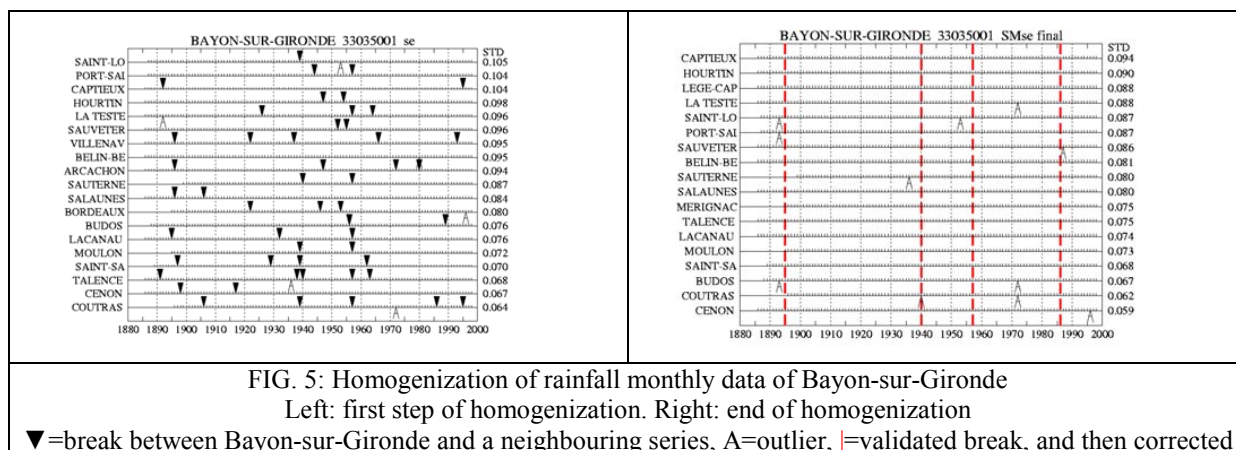 BAYON-SUR-GIRONDE 33035001 se
STD
SAINT-LO 0.105
PORT-SAI 0.104
CAPTIEUX 0.104
HOURTIN 0.098
LA TESTE 0.096
SAUVETER 0.096
VILLENAV 0.095
BELIN-BE 0.095
ARCACHON 0.094
SAUTERNE 0.087
SALAUNES 0.084
BORDEAUX 0.080
BUDOS 0.076
LACANAU 0.076
MOULON 0.072
SAINT-SA 0.070
TALENCE 0.068
CENON 0.067
COUTRAS 0.064
1880 1890 1900 1910 1920 1930 1940 1950 1960 1970 1980 1990 2000
BAYON-SUR-GIRONDE 33035001 SMse final
STD
CAPTIEUX 0.094
HOURTIN 0.090
LEGE-CAP 0.088
LA TESTE 0.088
SAINT-LO 0.087
PORT-SAI 0.087
SAUVETER 0.086
BELIN-BE 0.081
SAUTERNE 0.080
SALAUNES 0.080
MERIGNAC 0.075
TALENCE 0.075
LACANAU 0.074
MOULON 0.073
SAINT-SA 0.068
BUDOS 0.067
COUTRAS 0.062
CENON 0.059
1880 1890 1900 1910 1920 1930 1940 1950 1960 1970 1980 1990 2000
FIG. 5: Homogenization of rainfall monthly data of Bayon-sur-Gironde
Left: first step of homogenization. Right: end of homogenization
▼=break between Bayon-sur-Gironde and a neighbouring series, A=outlier, |=validated break, and then corrected